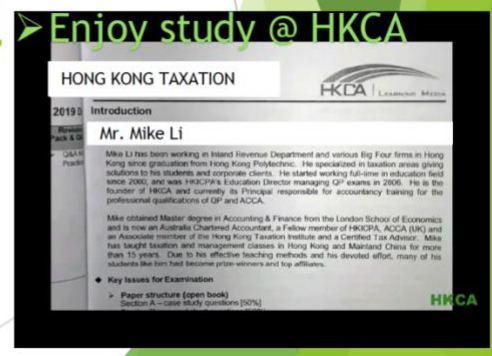 ➢ Enjoy study @ HKCA
HONG KONG TAXATION
HKCA LEARNING MEDIA
2019 Introduction
Mr. Mike Li
Mike Li has been working in Inland Revenue Department and various Big Four firms in Hong
Kong since graduation from Hong Kong Polytechnic. He specialized in taxation areas giving
solutions to his students and corporate clients. He started working full-time in education field
since 2000, and was HKICPA's Education Director managing QP exams in 2006. He is the
founder of HKCA and currently its Principal responsible for accountancy training for the
professional qualifications of QP and ACCA.
Mike obtained Master degree in Accounting & Finance from the London School of Economics
and is now an Australia Chartered Accountant, a Fellow member of HKICPA, ACCA (UK) and
an Associate member of the Hong Kong Taxation Institute and a Certified Tax Advisor. Mike
has taught taxation and management classes in Hong Kong and Mainland China for more
than 15 years. Due to his effective teaching methods and his devoted effort, many of his
students like him had become prize-winners and top affiliates.
◆ Key Issues for Examination
➢ Paper structure (open book)
Section A – case study questions [50%]
HKCA